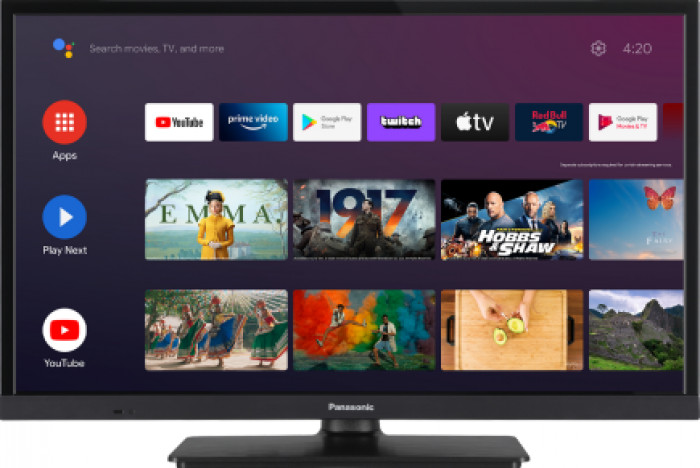 Search movies, TV, and more
4:20
Apps
YouTube
prime video
Google Play
Store
twitch
tv
Red Bull
TV
Google Play
Movies & TV
Separate subscriptions required for certain streaming services.
Play Next
EMMA.
1917
HOBBS
& SHAW
YouTube
Panasonic